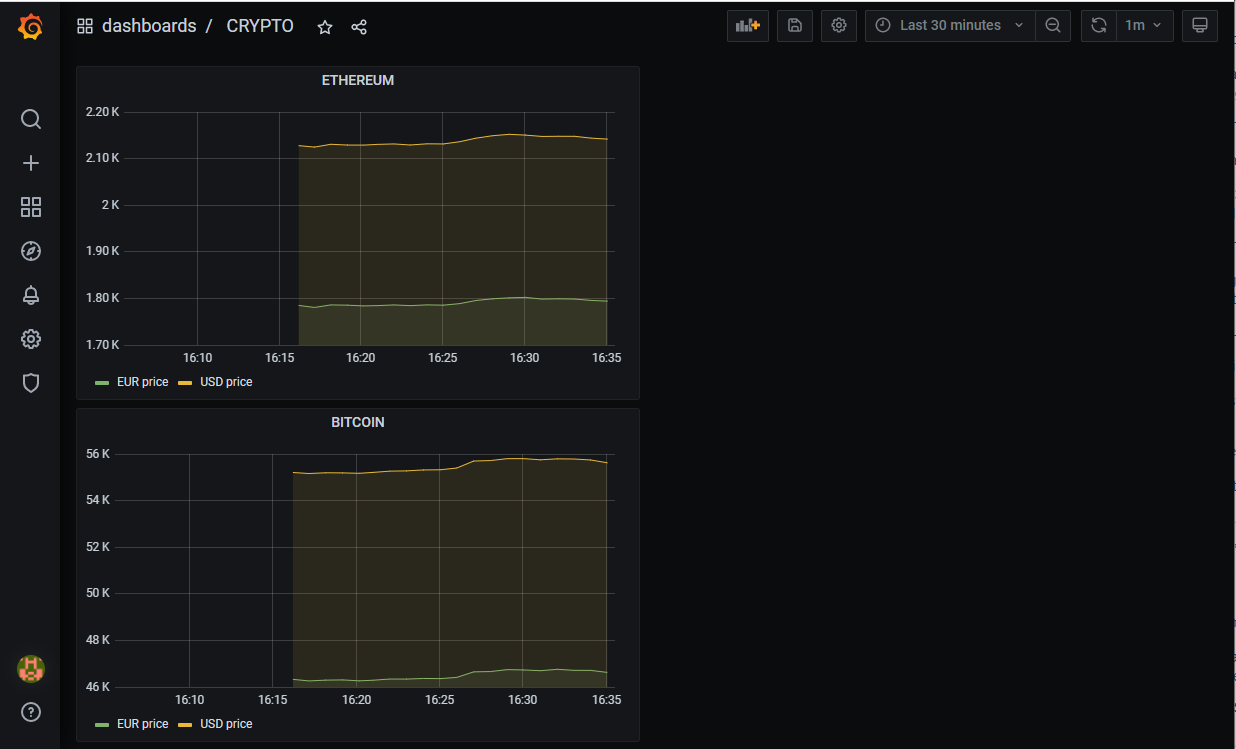 dashboards / CRYPTO
Last 30 minutes
1m
ETHEREUM
2.20 K
2.10 K
2 K
1.90 K
1.80 K
1.70 K
16:10 16:15 16:20 16:25 16:30 16:35
EUR price USD price
BITCOIN
56 K
54 K
52 K
50 K
48 K
46 K
16:10 16:15 16:20 16:25 16:30 16:35
EUR price USD price